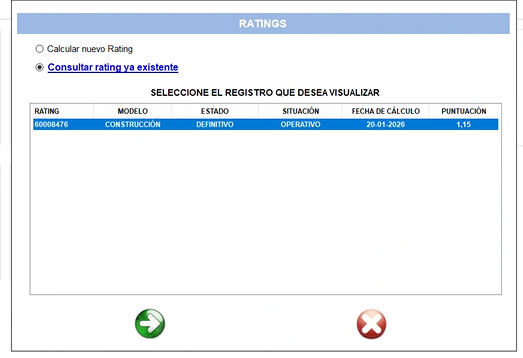 RATINGS
Calcular nuevo Rating
Consultar rating ya existente
SELECCIONE EL REGISTRO QUE DESEA VISUALIZAR
RATING MODELO ESTADO SITUACIÓN FECHA DE CÁLCULO PUNTUACIÓN
60008476 CONSTRUCCIÓN DEFINITIVO OPERATIVO 20-01-2026 1,15